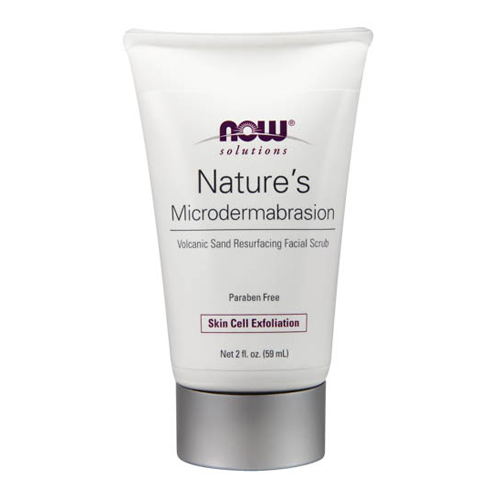 now®
solutions
Nature's
Microdermabrasion
Volcanic Sand Resurfacing Facial Scrub
Paraben Free
Skin Cell Exfoliation
Net 2 fl. oz. (59 mL)